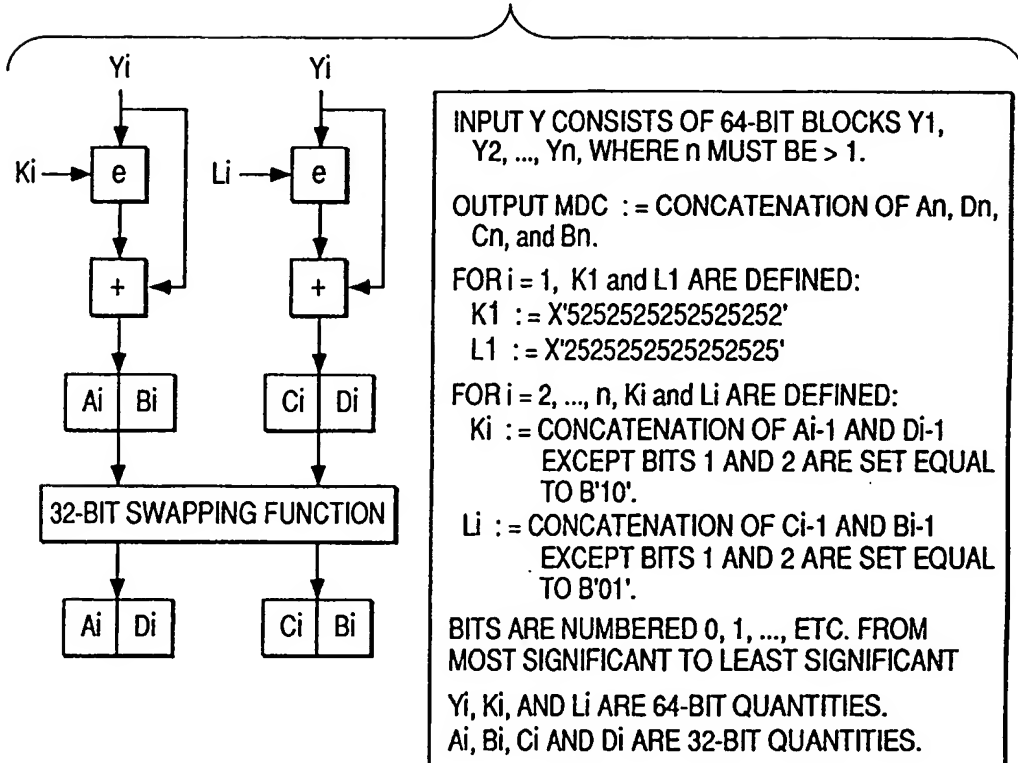 Yi Yi
Ki e Li e
+ +
Ai Bi Ci Di
32-BIT SWAPPING FUNCTION
Ai Di Ci Bi
INPUT Y CONSISTS OF 64-BIT BLOCKS Y1,
Y2, ..., Yn, WHERE n MUST BE > 1.
OUTPUT MDC := CONCATENATION OF An, Dn,
Cn, and Bn.
FOR i = 1, K1 and L1 ARE DEFINED:
K1 := X'5252525252525252'
L1 := X'2525252525252525'
FOR i = 2, ..., n, Ki and Li ARE DEFINED:
Ki := CONCATENATION OF Ai-1 AND Di-1
EXCEPT BITS 1 AND 2 ARE SET EQUAL
TO B'10'.
Li := CONCATENATION OF Ci-1 AND Bi-1
EXCEPT BITS 1 AND 2 ARE SET EQUAL
TO B'01'.
BITS ARE NUMBERED 0, 1, ..., ETC. FROM
MOST SIGNIFICANT TO LEAST SIGNIFICANT
Yi, Ki, AND Li ARE 64-BIT QUANTITIES.
Ai, Bi, Ci AND Di ARE 32-BIT QUANTITIES.